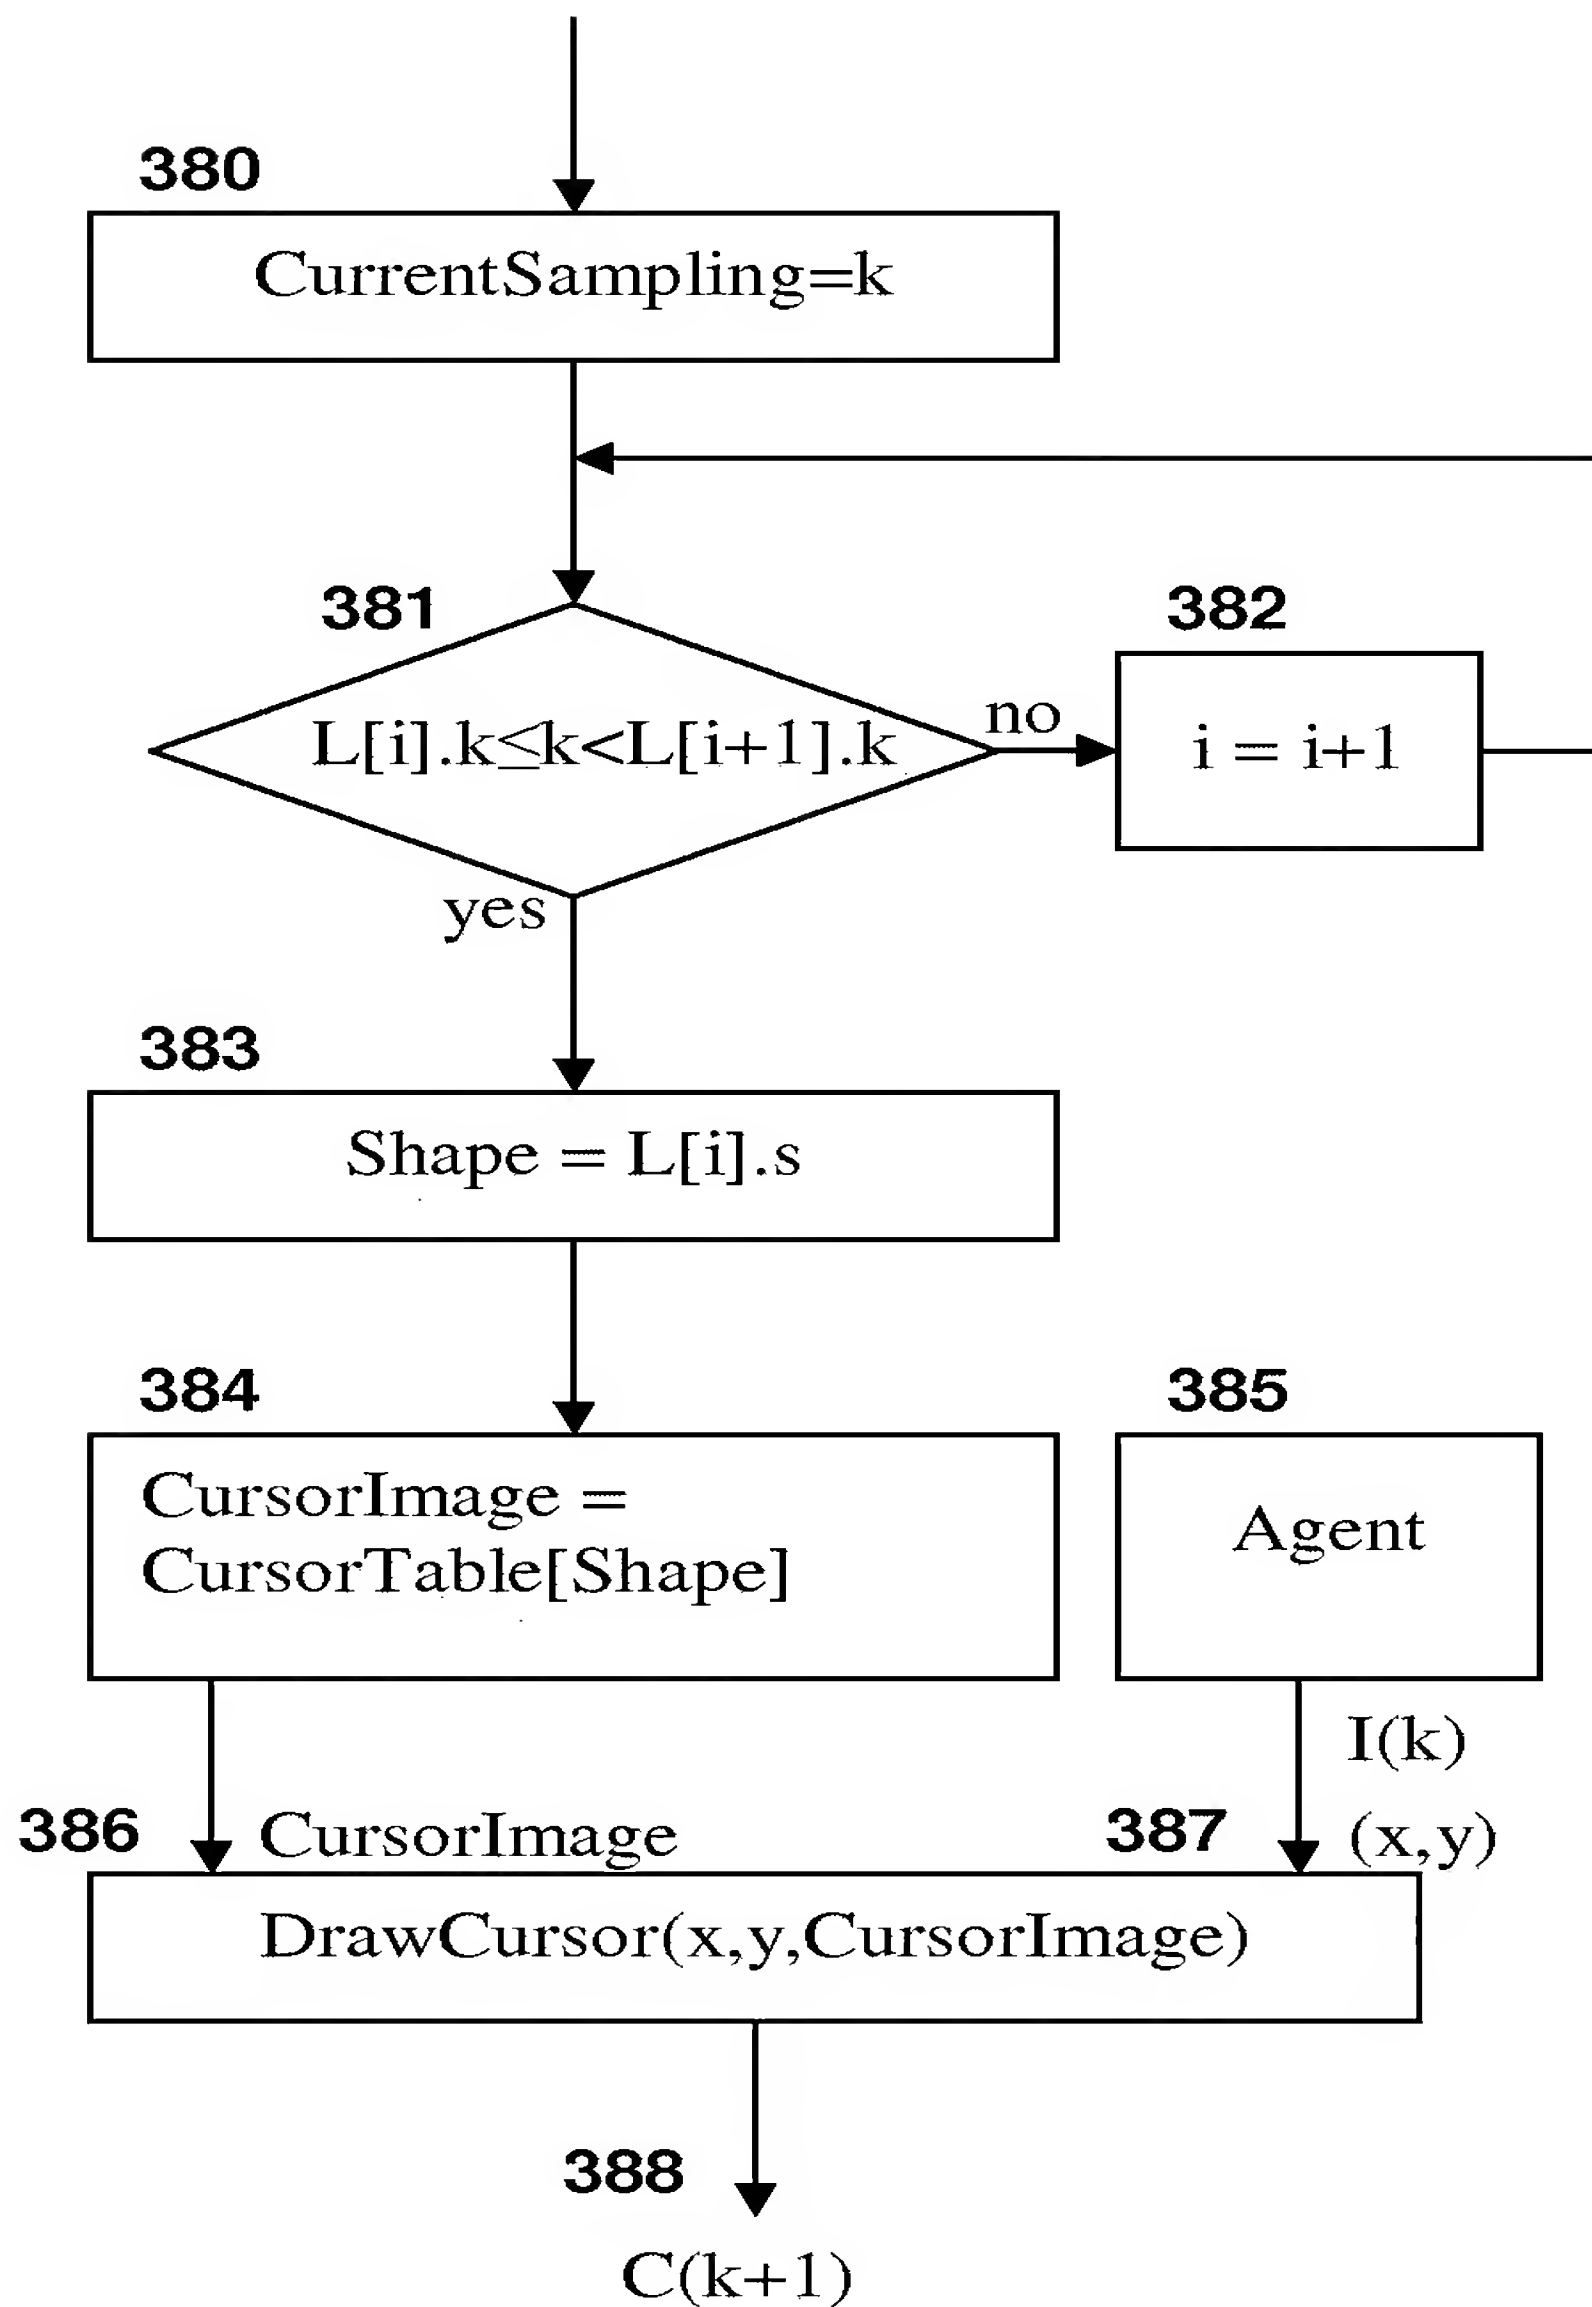 380
CurrentSampling=k
381
L[i].k≤k<L[i+1].k
no
382
i = i+1
yes
383
Shape = L[i].s
384
CursorImage =
CursorTable[Shape]
385
Agent
I(k)
386
CursorImage
387
(x,y)
DrawCursor(x,y,CursorImage)
388
C(k+1)